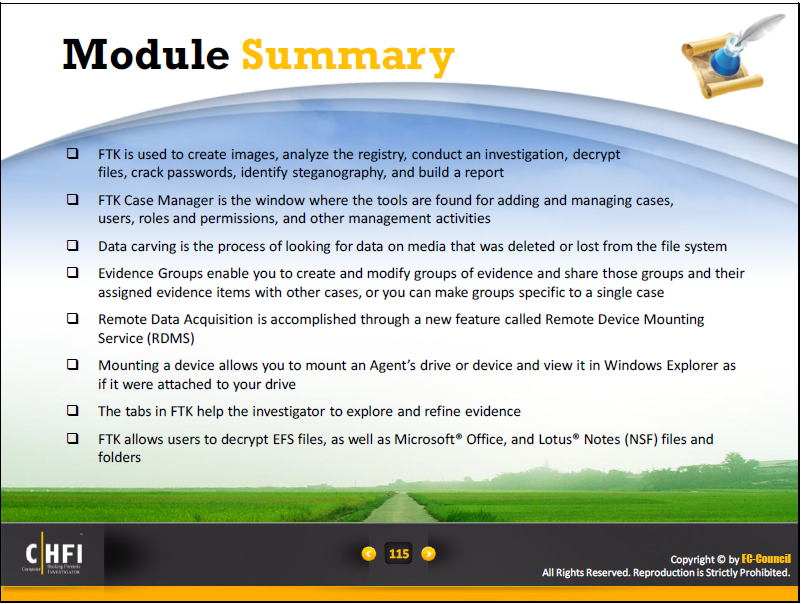 Module Summary
FTK is used to create images, analyze the registry, conduct an investigation, decrypt
files, crack passwords, identify steganography, and build a report
FTK Case Manager is the window where the tools are found for adding and managing cases,
users, roles and permissions, and other management activities
Data carving is the process of looking for data on media that was deleted or lost from the file system
Evidence Groups enable you to create and modify groups of evidence and share those groups and their
assigned evidence items with other cases, or you can make groups specific to a single case
Remote Data Acquisition is accomplished through a new feature called Remote Device Mounting
Service (RDMS)
Mounting a device allows you to mount an Agent’s drive or device and view it in Windows Explorer as
if it were attached to your drive
The tabs in FTK help the investigator to explore and refine evidence
FTK allows users to decrypt EFS files, as well as Microsoft® Office, and Lotus® Notes (NSF) files and
folders
CHFI
Computer Hacking Forensic
INVESTIGATOR
115
Copyright © by EC-Council
All Rights Reserved. Reproduction is Strictly Prohibited.